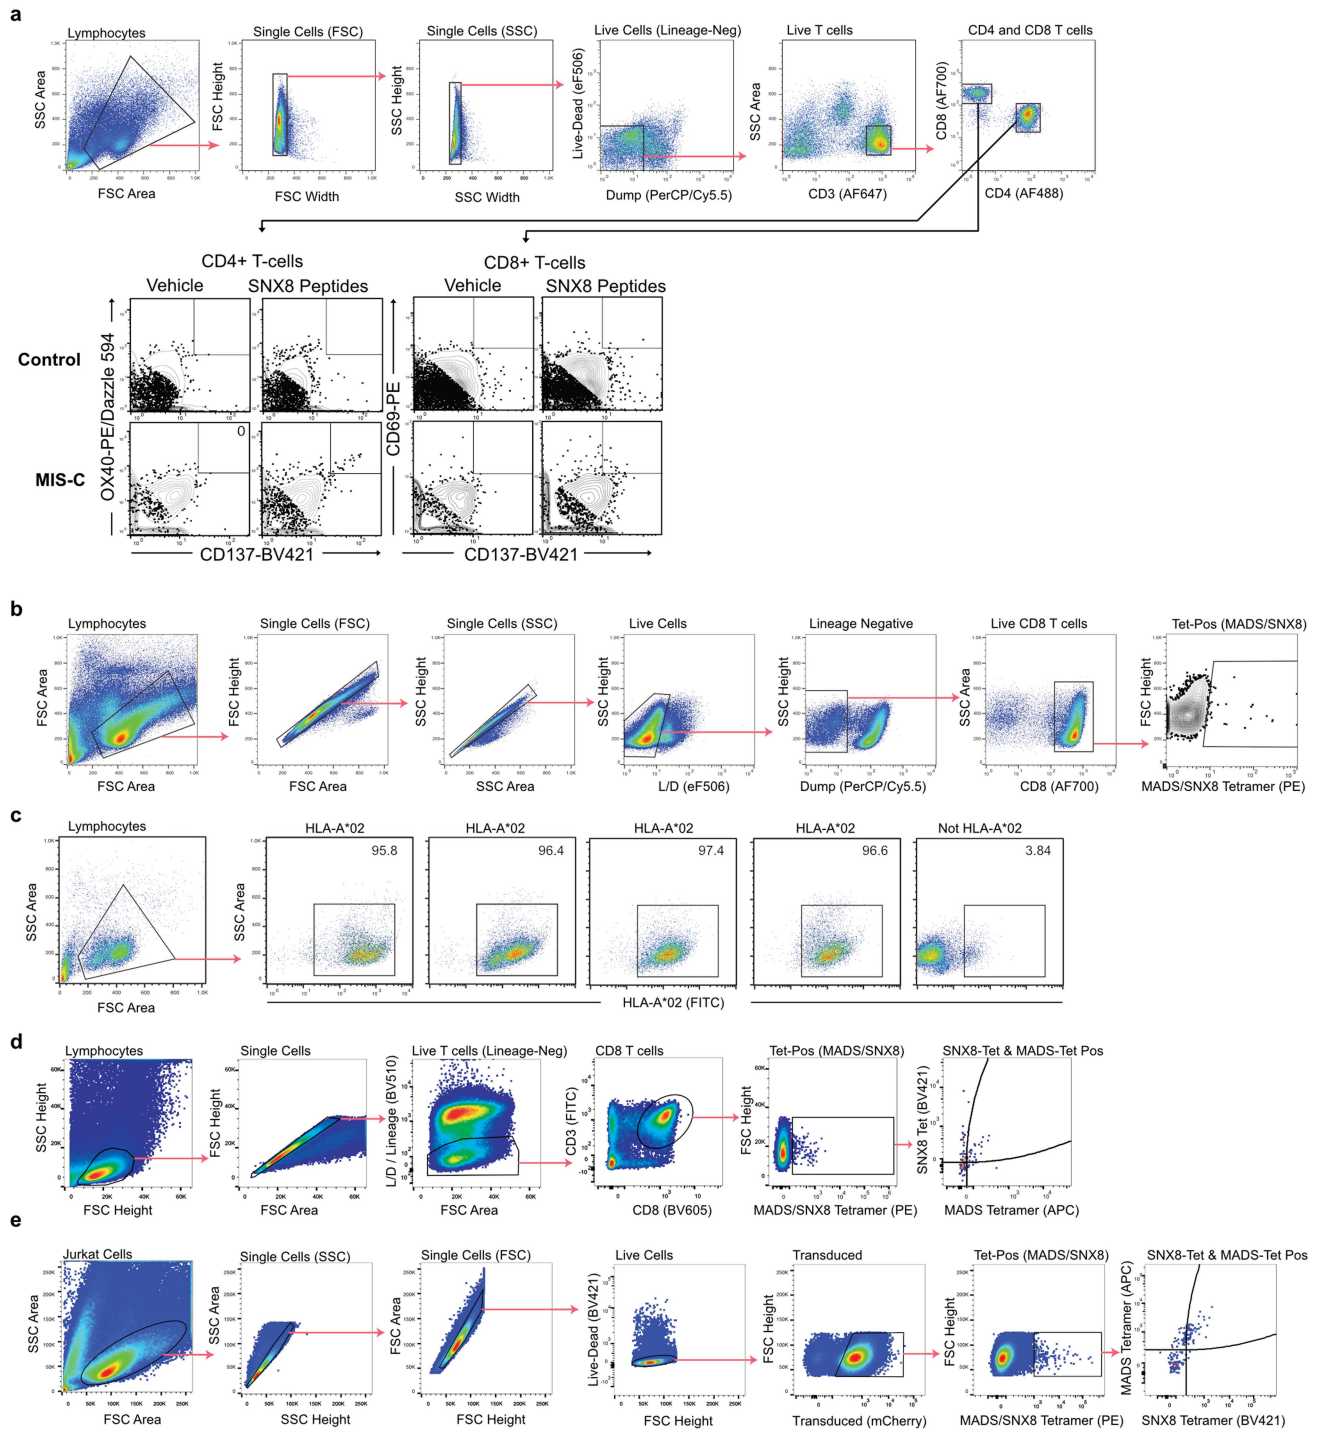 a
Lymphocytes
Single Cells (FSC)
Single Cells (SSC)
Live Cells (Lineage-Neg)
Live T cells
CD4 and CD8 T cells
SSC Area
FSC Height
SSC Height
Live-Dead (eF506)
SSC Area
CD8 (AF700)
FSC Area
FSC Width
SSC Width
Dump (PerCP/Cy5.5)
CD3 (AF647)
CD4 (AF488)
CD4+ T-cells
CD8+ T-cells
Vehicle
SNX8 Peptides
Vehicle
SNX8 Peptides
Control
MIS-C
OX40-PE/Dazzle 594
CD69-PE
0
CD137-BV421
CD137-BV421
b
Lymphocytes
Single Cells (FSC)
Single Cells (SSC)
Live Cells
Lineage Negative
Live CD8 T cells
Tet-Pos (MADS/SNX8)
FSC Area
FSC Height
SSC Height
SSC Height
SSC Height
SSC Area
FSC Height
FSC Area
FSC Area
SSC Area
L/D (eF506)
Dump (PerCP/Cy5.5)
CD8 (AF700)
MADS/SNX8 Tetramer (PE)
c
Lymphocytes
HLA-A*02
HLA-A*02
HLA-A*02
HLA-A*02
Not HLA-A*02
95.8
96.4
97.4
96.6
3.84
SSC Area
SSC Area
FSC Area
HLA-A*02 (FITC)
d
Lymphocytes
Single Cells
Live T cells (Lineage-Neg)
CD8 T cells
Tet-Pos (MADS/SNX8)
SNX8-Tet & MADS-Tet Pos
SSC Height
FSC Height
L/D / Lineage (BV510)
CD3 (FITC)
FSC Height
SNX8 Tet (BV421)
FSC Height
FSC Area
FSC Area
CD8 (BV605)
MADS/SNX8 Tetramer (PE)
MADS Tetramer (APC)
e
Jurkat Cells
Single Cells (SSC)
Single Cells (FSC)
Live Cells
Transduced
Tet-Pos (MADS/SNX8)
SNX8-Tet & MADS-Tet Pos
SSC Area
SSC Area
FSC Area
Live-Dead (BV421)
FSC Height
FSC Height
MADS Tetramer (APC)
FSC Area
SSC Height
FSC Height
FSC Height
Transduced (mCherry)
MADS/SNX8 Tetramer (PE)
SNX8 Tetramer (BV421)